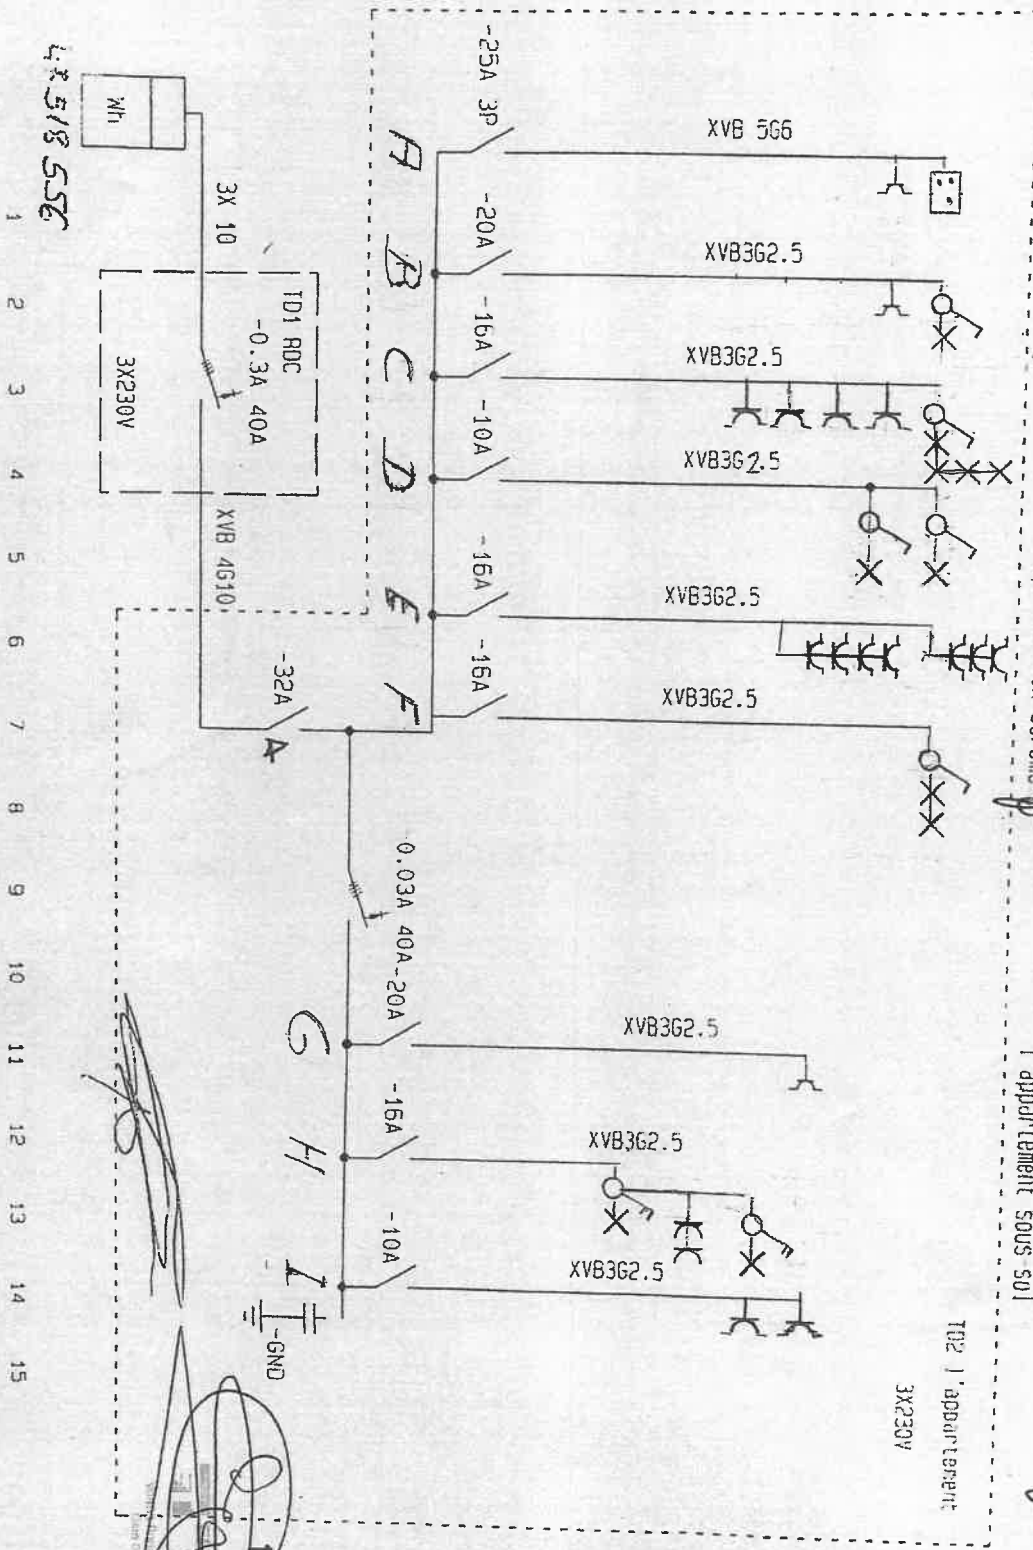 l'appartement sous-sol
TD2 l'appartement
3X230V
XVB 5G6
XVB3G2.5
XVB3G2.5
XVB3G2.5
XVB3G2.5
XVB3G2.5
XVB3G2.5
XVB3G2.5
XVB3G2.5
-25A 3P
-20A
-16A
-10A
-16A
-16A
0.03A 40A
-20A
-16A
-10A
A
B
C
D
E
F
G
H
I
-32A
A
-GND
TD1 RDC
-0.3A 40A
3X230V
3X 10
XVB 4G10
Wh
1 2 3 4 5 6 7 8 9 10 11 12 13 14 15